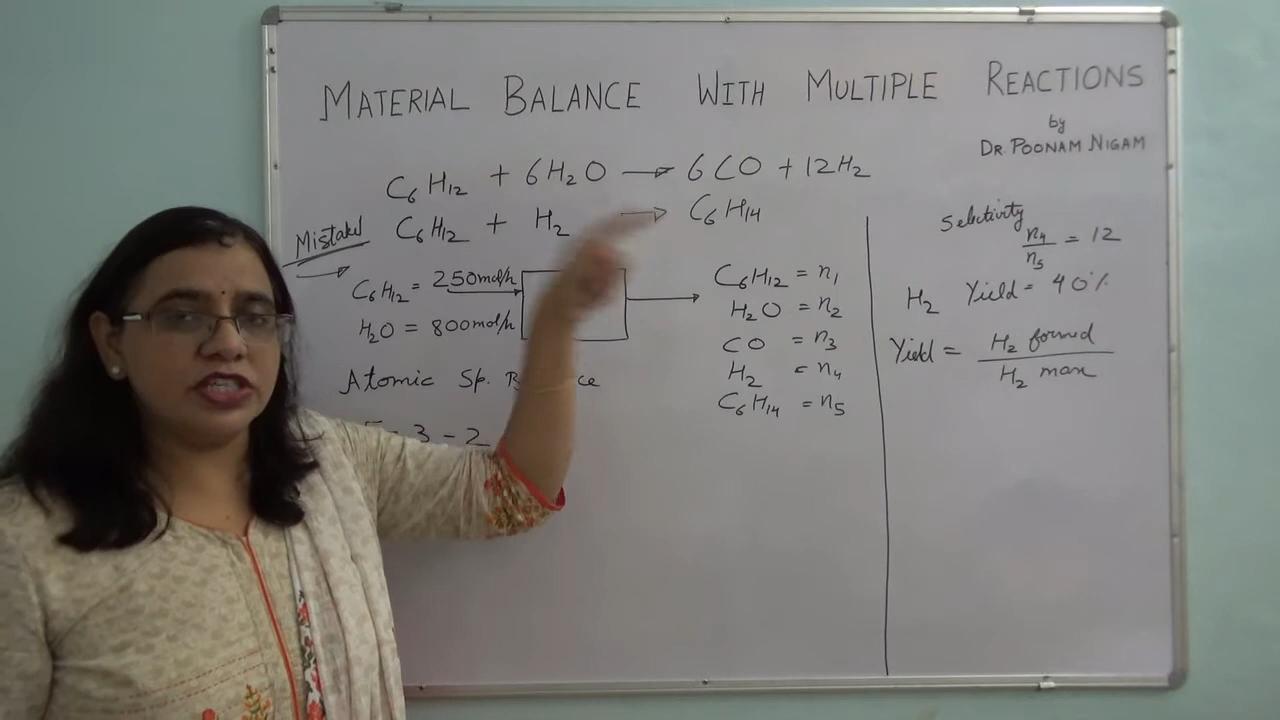 MATERIAL BALANCE WITH MULTIPLE REACTIONS
by
DR. POONAM NIGAM
C₆H₁₂ + 6H₂O → 6CO + 12H₂
C₆H₁₂ + H₂ → C₆H₁₄
Mistake!
C₆H₁₂ = 250mol/h
H₂O = 800mol/h
Atomic Sp.
- 3 - 2
C₆H₁₂ = n₁
H₂O = n₂
CO = n₃
H₂ = n₄
C₆H₁₄ = n₅
Selectivity
n₄/n₅ = 12
H₂ Yield = 40%
Yield = H₂ formed / H₂ max